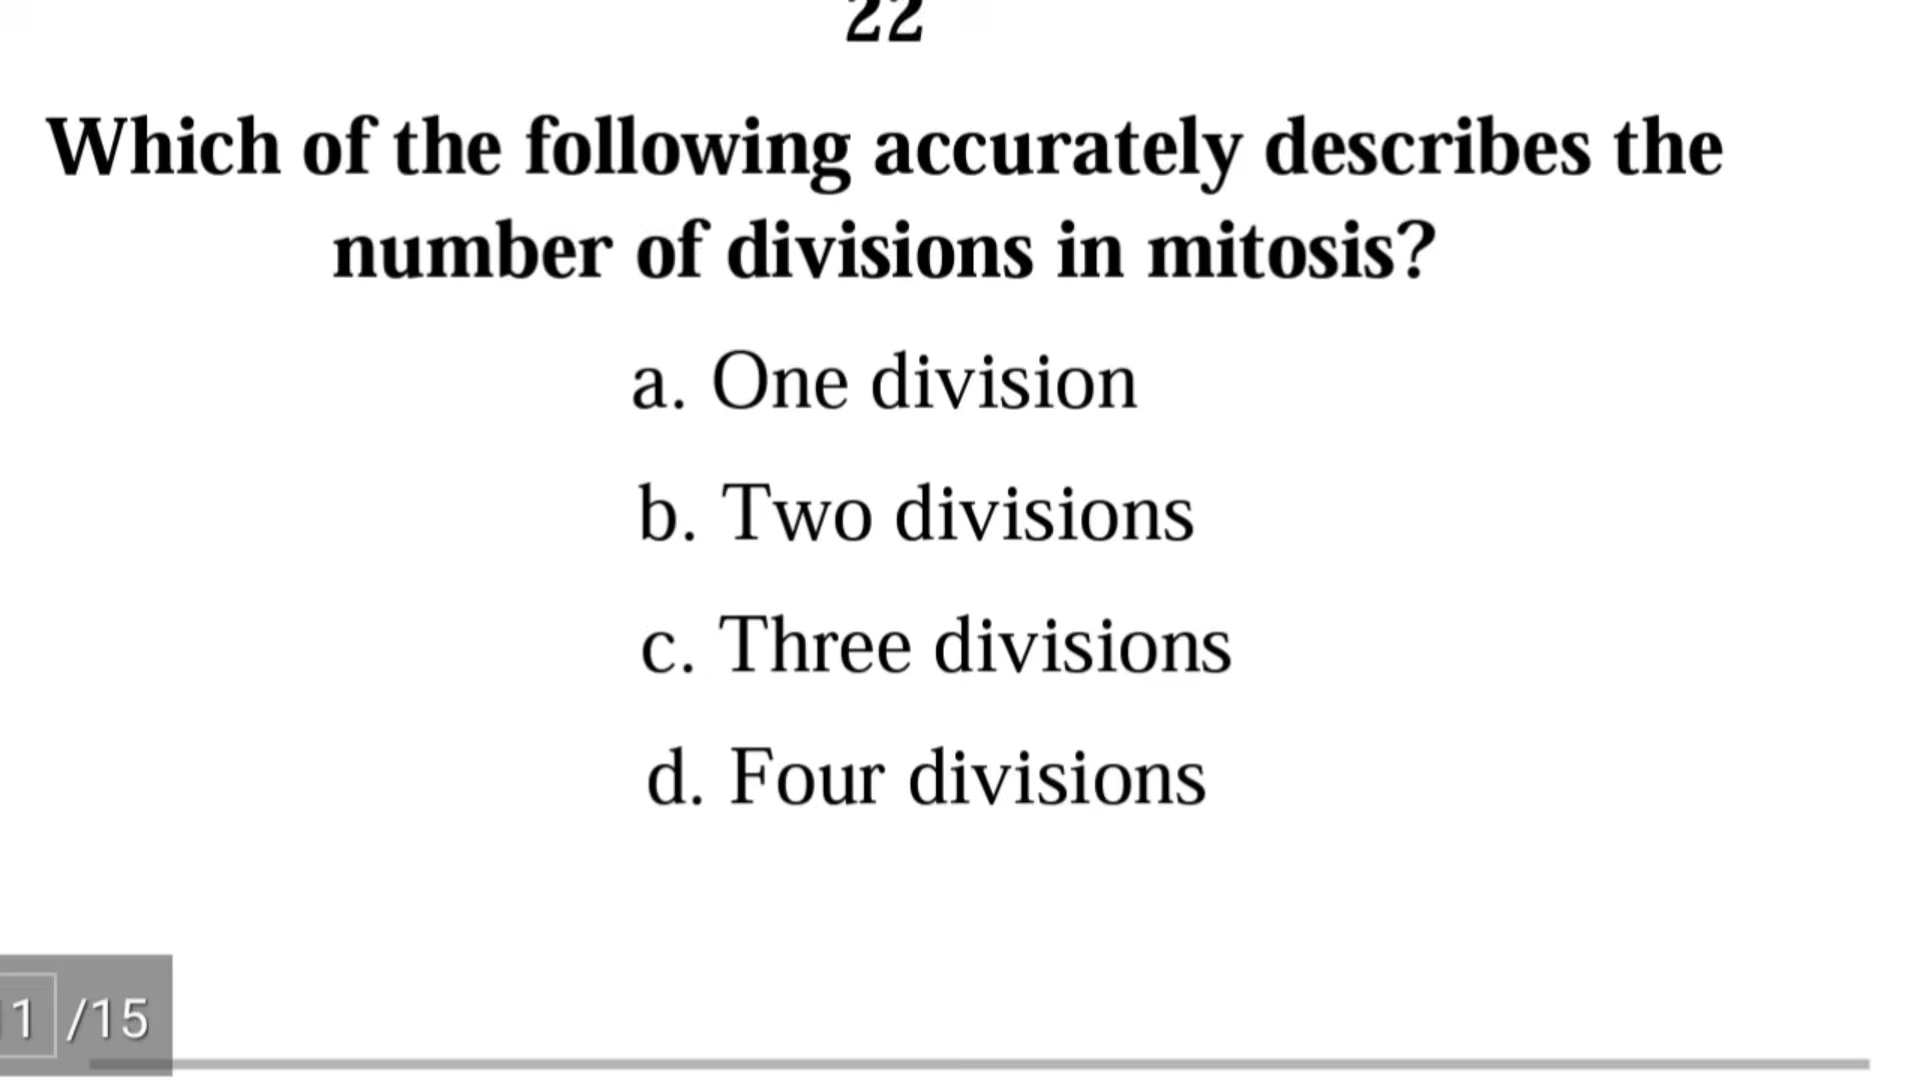 22
Which of the following accurately describes the
number of divisions in mitosis?
a. One division
b. Two divisions
c. Three divisions
d. Four divisions
11 /15